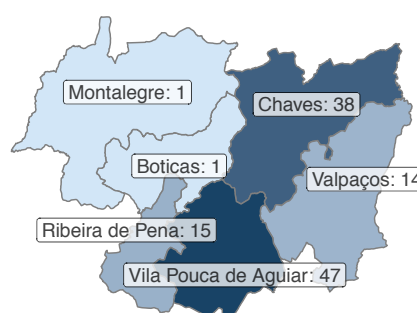 Montalegre: 1
Chaves: 38
Boticas: 1
Valpaços: 14
Ribeira de Pena: 15
Vila Pouca de Aguiar: 47